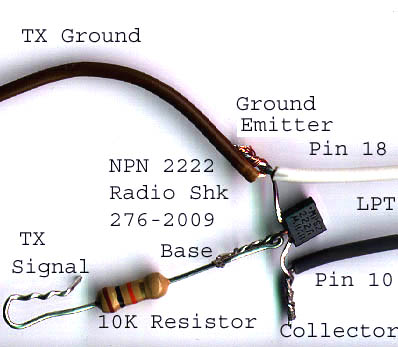 TX Ground
Ground
Emitter
Pin 18
NPN 2222
Radio Shk
276-2009
LPT
TX
Signal
Base
Pin 10
10K Resistor
Collector